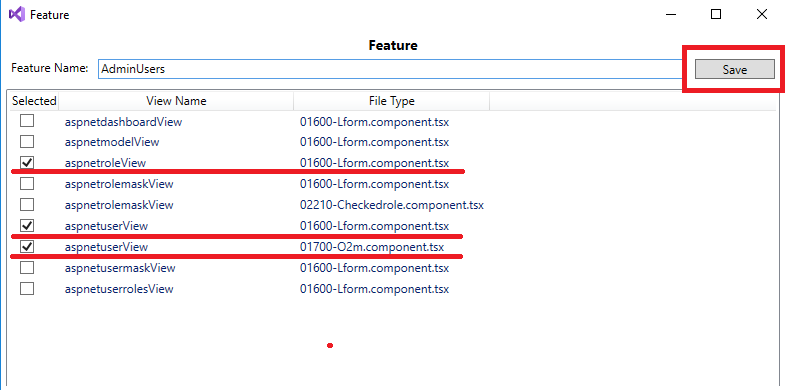 Feature
Feature
Feature Name: AdminUsers Save
Selected View Name File Type
aspnetdashboardView 01600-Lform.component.tsx
aspnetmodelView 01600-Lform.component.tsx
aspnetroleView 01600-Lform.component.tsx
aspnetrolemaskView 01600-Lform.component.tsx
aspnetrolemaskView 02210-Checkedrole.component.tsx
aspnetuserView 01600-Lform.component.tsx
aspnetuserView 01700-O2m.component.tsx
aspnetusermaskView 01600-Lform.component.tsx
aspnetuserrolesView 01600-Lform.component.tsx